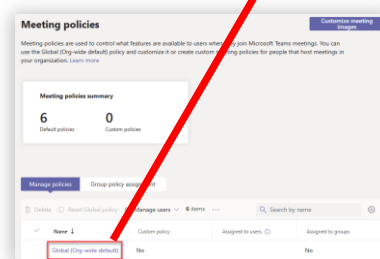 Meeting policies
Customize meeting
images
Meeting policies are used to control what features are available to users when they join Microsoft Teams meetings. You can
use the Global (Org-wide default) policy and customize it or create custom meeting policies for people that host meetings in
your organization. Learn more
Meeting policies summary
6
Default policies
0
Custom policies
Manage policies
Group policy assignment
Delete
Reset Global policy
Manage users
6 items
Search by name
Name ↓
Custom policy
Assigned to users
Assigned to groups
Global (Org-wide default)
No
No